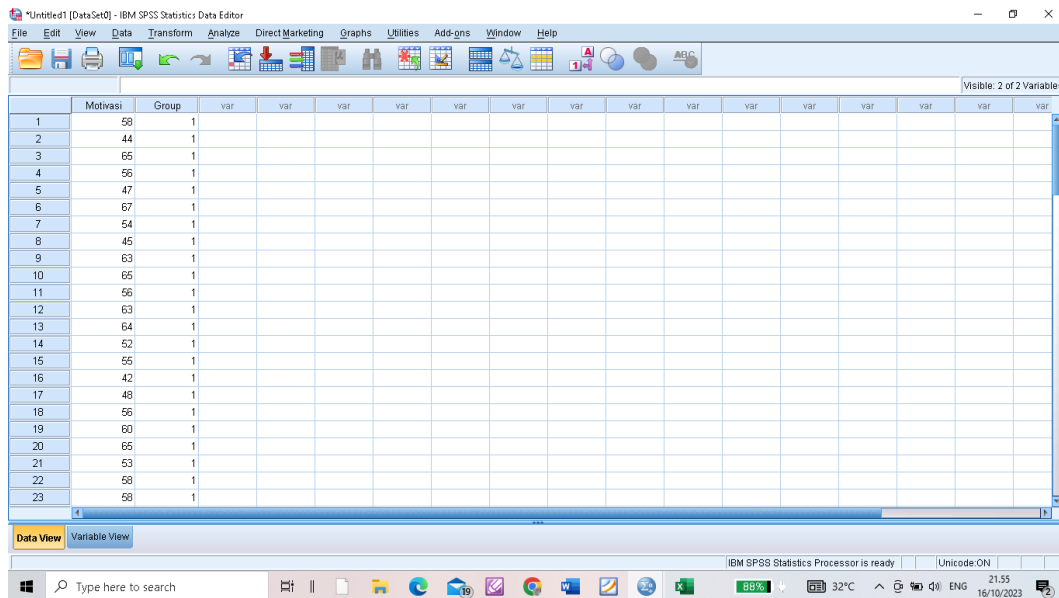 *Untitled1 [DataSet0] - IBM SPSS Statistics Data Editor
File Edit View Data Transform Analyze Direct Marketing Graphs Utilities Add-ons Window Help
Visible: 2 of 2 Variables
Motivasi Group var var var var var var var var var var var var var var var
1 58 1
2 44 1
3 65 1
4 56 1
5 47 1
6 67 1
7 54 1
8 45 1
9 63 1
10 65 1
11 56 1
12 63 1
13 64 1
14 52 1
15 55 1
16 42 1
17 48 1
18 56 1
19 60 1
20 65 1
21 53 1
22 58 1
23 58 1
Data View Variable View
IBM SPSS Statistics Processor is ready Unicode:ON
Type here to search 19 88% 32°C ENG 21.55
16/10/2023 2